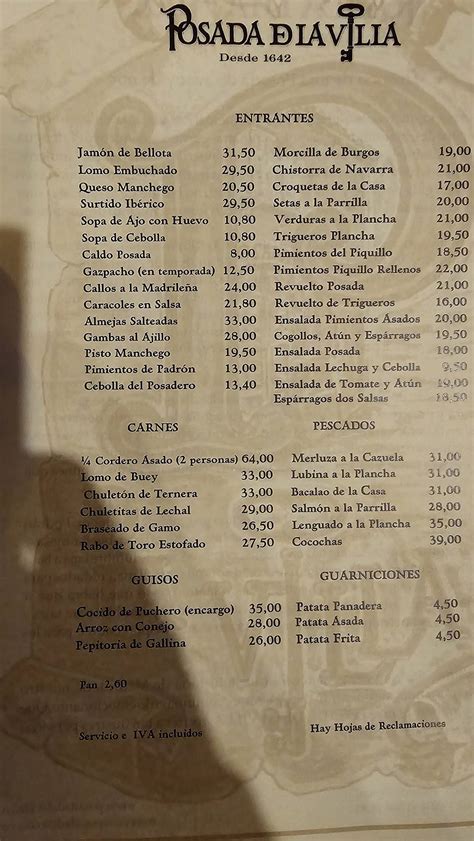 POSADA DE LA VILLA
Desde 1642
ENTRANTES
Jamón de Bellota 31,50
Lomo Embuchado 29,50
Queso Manchego 20,50
Surtido Ibérico 29,50
Sopa de Ajo con Huevo 10,80
Sopa de Cebolla 10,80
Caldo Posada 8,00
Gazpacho (en temporada) 12,50
Callos a la Madrileña 24,00
Caracoles en Salsa 21,80
Almejas Salteadas 33,00
Gambas al Ajillo 28,00
Pisto Manchego 19,50
Pimientos de Padrón 13,00
Cebolla del Posadero 13,40
Morcilla de Burgos 19,00
Chistorra de Navarra 21,00
Croquetas de la Casa 17,00
Setas a la Parrilla 20,00
Verduras a la Plancha 21,00
Trigueros Plancha 19,50
Pimientos del Piquillo 18,50
Pimientos Piquillo Rellenos 22,00
Revuelto Posada 21,00
Revuelto de Trigueros 16,00
Ensalada Pimientos Asados 20,00
Cogollos, Atún y Espárragos 19,50
Ensalada Posada 18,00
Ensalada Lechuga y Cebolla 9,50
Ensalada de Tomate y Atún 19,00
Espárragos dos Salsas 18,50
CARNES
¼ Cordero Asado (2 personas) 64,00
Lomo de Buey 33,00
Chuletón de Ternera 33,00
Chuletitas de Lechal 29,00
Braseado de Gamo 26,50
Rabo de Toro Estofado 27,50
PESCADOS
Merluza a la Cazuela 31,00
Lubina a la Plancha 31,00
Bacalao de la Casa 31,00
Salmón a la Parrilla 28,00
Lenguado a la Plancha 35,00
Cocochas 39,00
GUISOS
Cocido de Puchero (encargo) 35,00
Arroz con Conejo 28,00
Pepitoria de Gallina 26,00
GUARNICIONES
Patata Panadera 4,50
Patata Asada 4,50
Patata Frita 4,50
Pan 2,60
Servicio e IVA incluidos
Hay Hojas de Reclamaciones